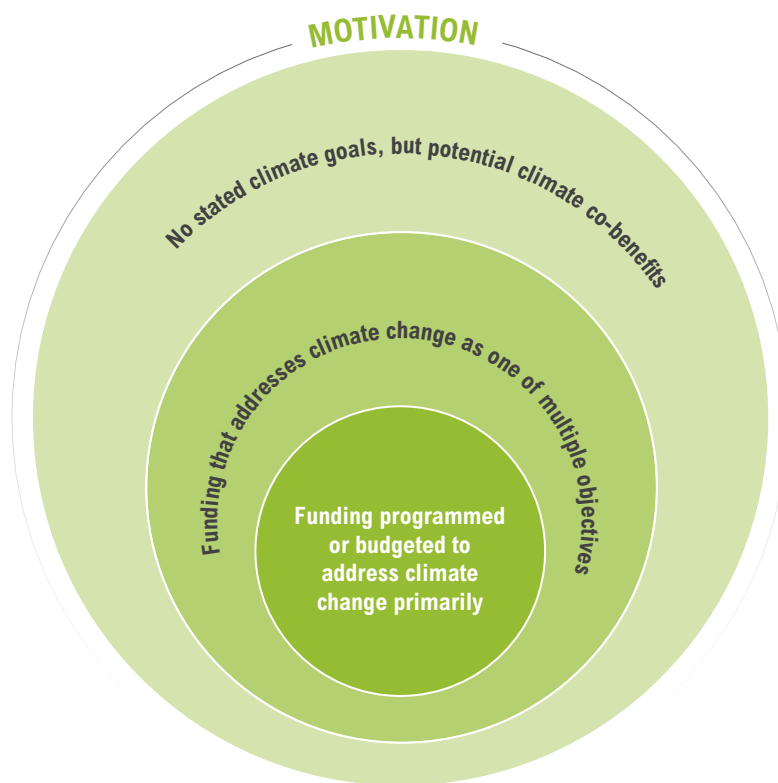 MOTIVATION
No stated climate goals, but potential climate co-benefits
Funding that addresses climate change as one of multiple objectives
Funding programmed
or budgeted to
address climate
change primarily